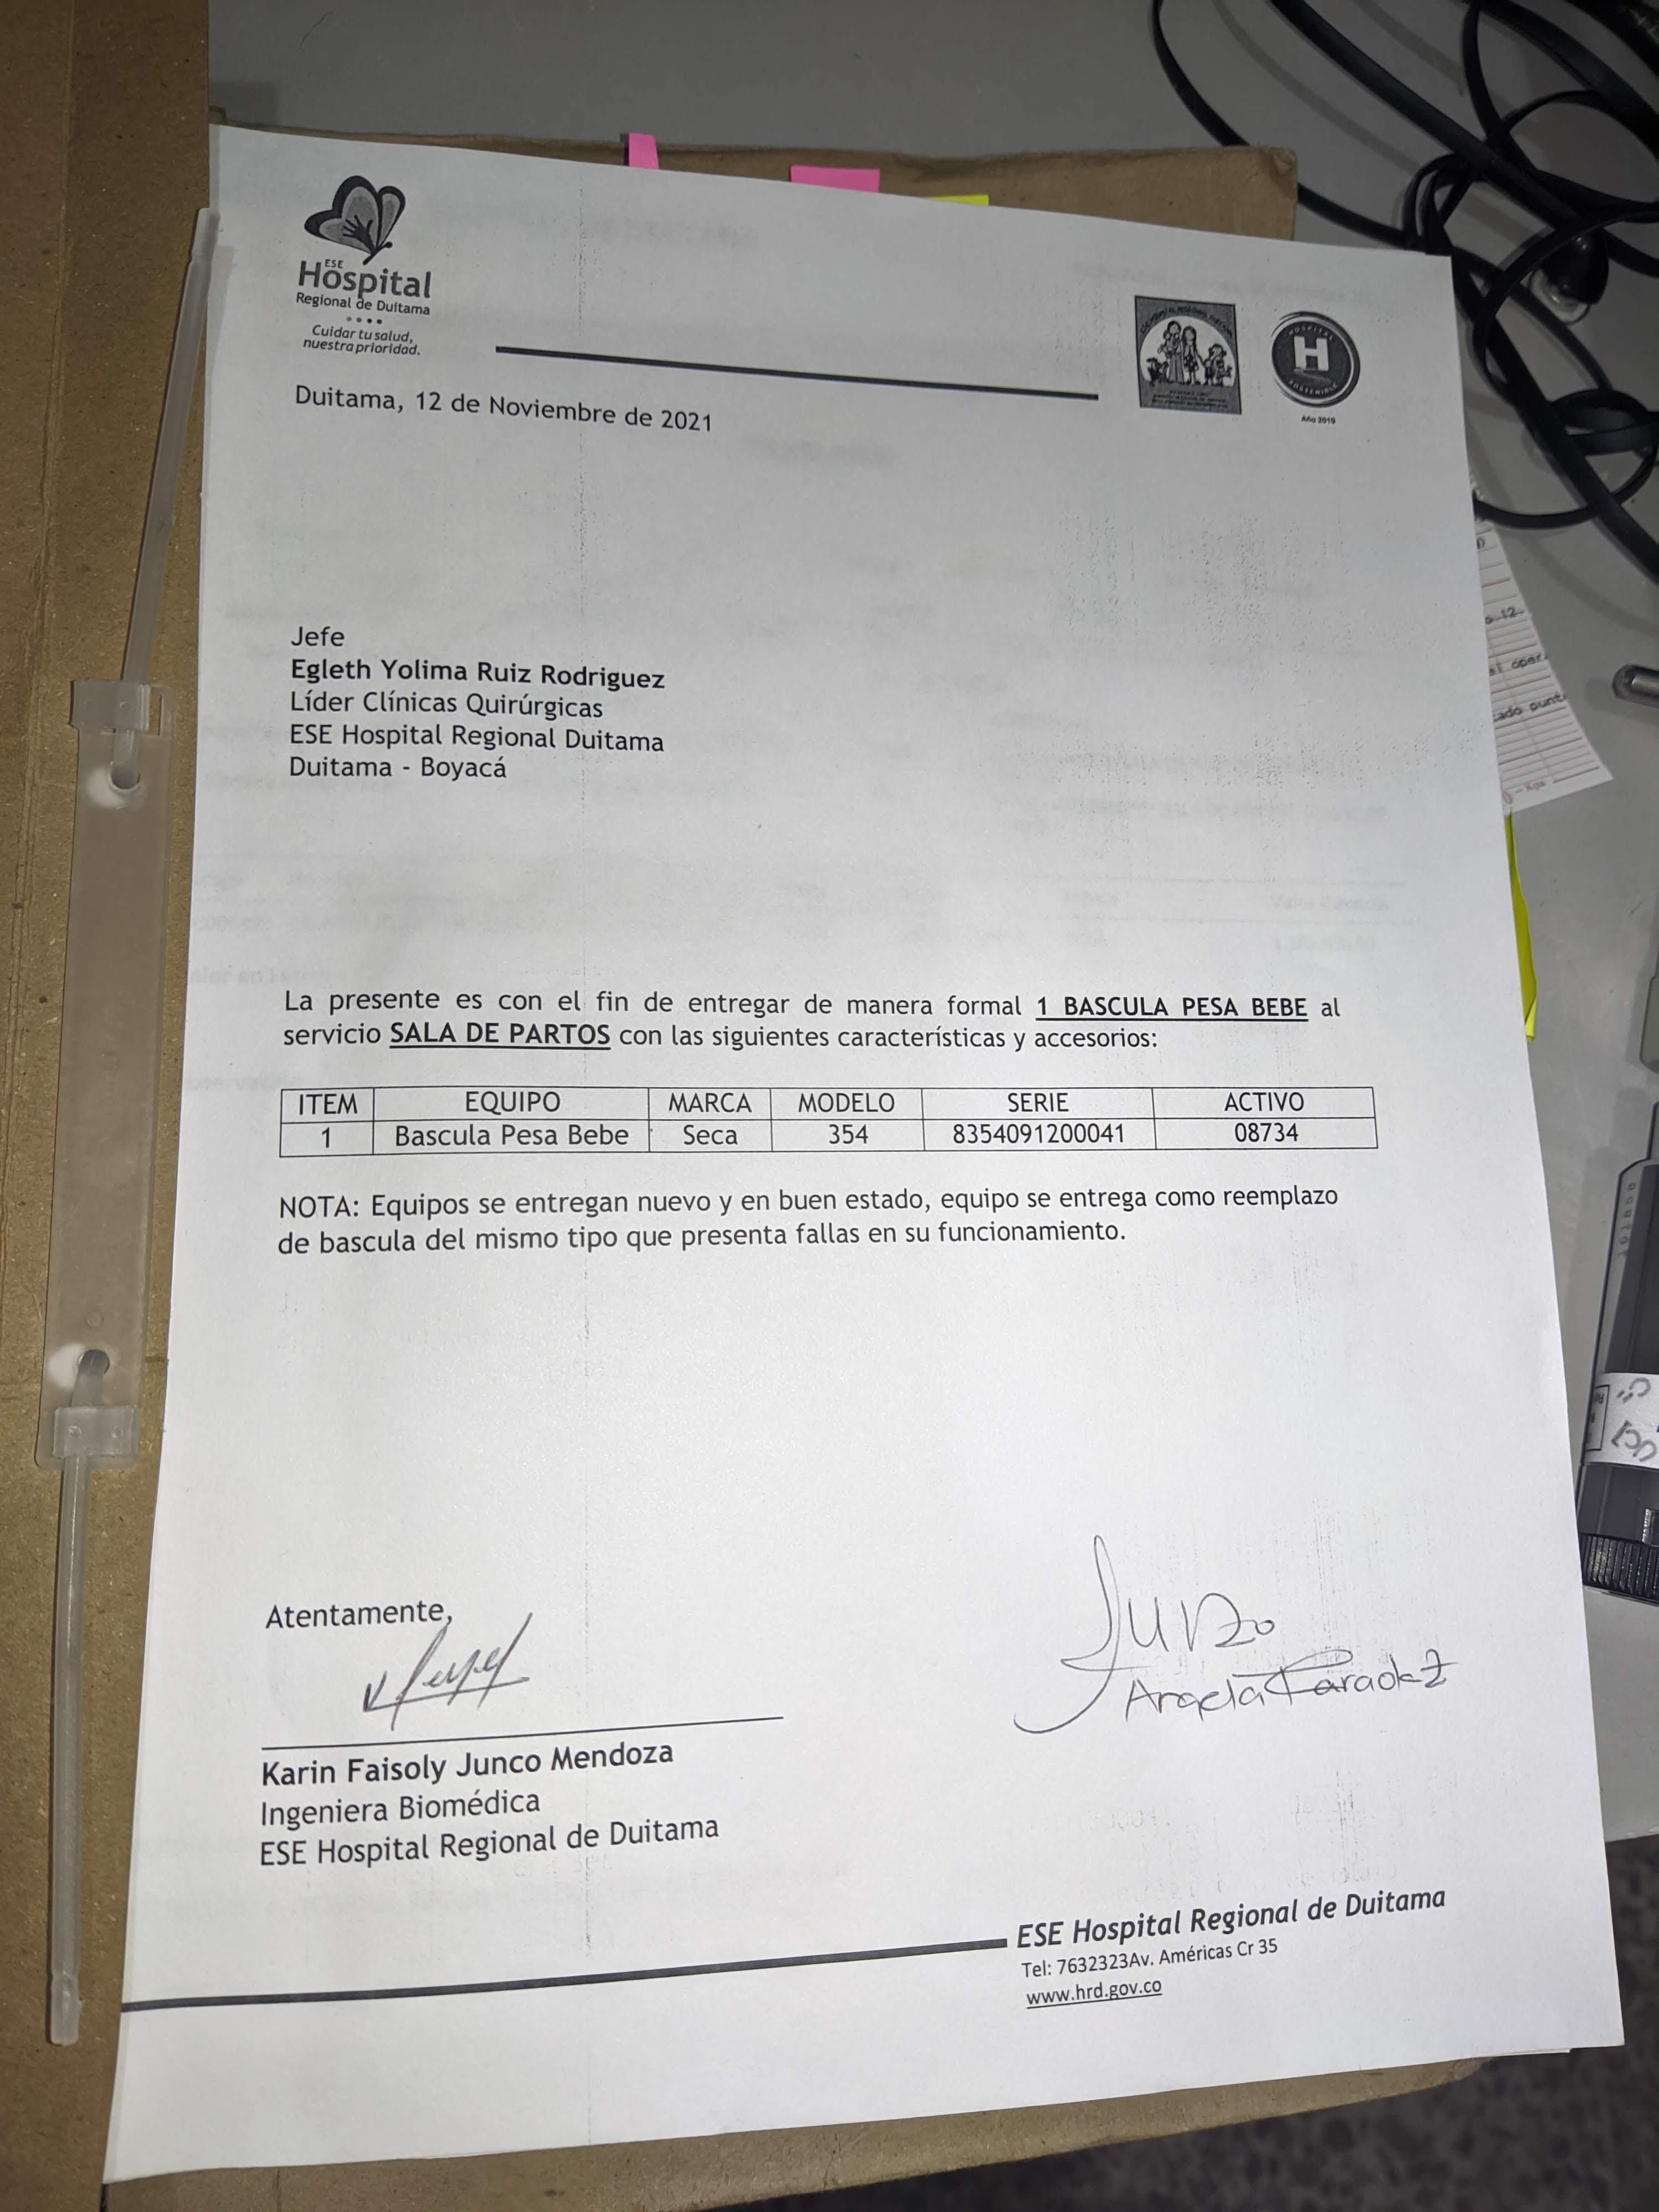 ESE
Hospital
Regional de Duitama
Cuidar tu salud,
nuestra prioridad.
HOSPITAL
H
SOSTENIBLE
Año 2019
Duitama, 12 de Noviembre de 2021
Jefe
Egleth Yolima Ruiz Rodriguez
Líder Clínicas Quirúrgicas
ESE Hospital Regional Duitama
Duitama - Boyacá
La presente es con el fin de entregar de manera formal 1 BASCULA PESA BEBE al
servicio SALA DE PARTOS con las siguientes características y accesorios:
ITEM EQUIPO MARCA MODELO SERIE ACTIVO
1 Bascula Pesa Bebe Seca 354 8354091200041 08734
NOTA: Equipos se entregan nuevo y en buen estado, equipo se entrega como reemplazo
de bascula del mismo tipo que presenta fallas en su funcionamiento.
Atentamente,
Angela
Karin Faisoly Junco Mendoza
Ingeniera Biomédica
ESE Hospital Regional de Duitama
ESE Hospital Regional de Duitama
Tel: 7632323Av. Américas Cr 35
www.hrd.gov.co
12.
UCI